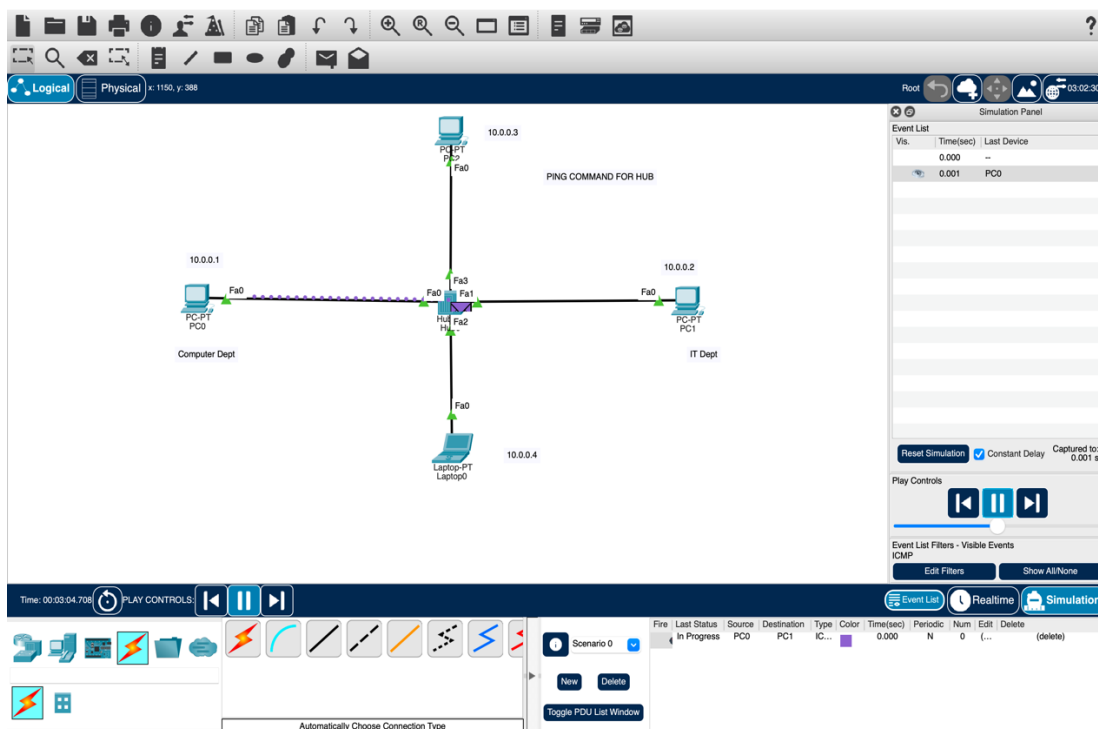 ?
Logical Physical x: 1150, y: 388 Root 03:02:30
Simulation Panel
Event List
Vis. Time(sec) Last Device
0.000 --
0.001 PC0
10.0.0.3
PC-PT
Fa0
PING COMMAND FOR HUB
10.0.0.1
10.0.0.2
Fa3
Fa0 Fa0 Fa1 Fa0
PC-PT
PC0
Fa2
PC-PT
PC1
Computer Dept
IT Dept
Fa0
10.0.0.4
Laptop-PT
Laptop0
Reset Simulation Constant Delay Captured to:
0.001 s
Play Controls
Event List Filters - Visible Events
ICMP
Edit Filters Show All/None
Time: 00:03:04.708 PLAY CONTROLS: Event List Realtime Simulation
Fire Last Status Source Destination Type Color Time(sec) Periodic Num Edit Delete
In Progress PC0 PC1 IC... 0.000 N 0 (... (delete)
Scenario 0
New Delete
Toggle PDU List Window
Automatically Choose Connection Type